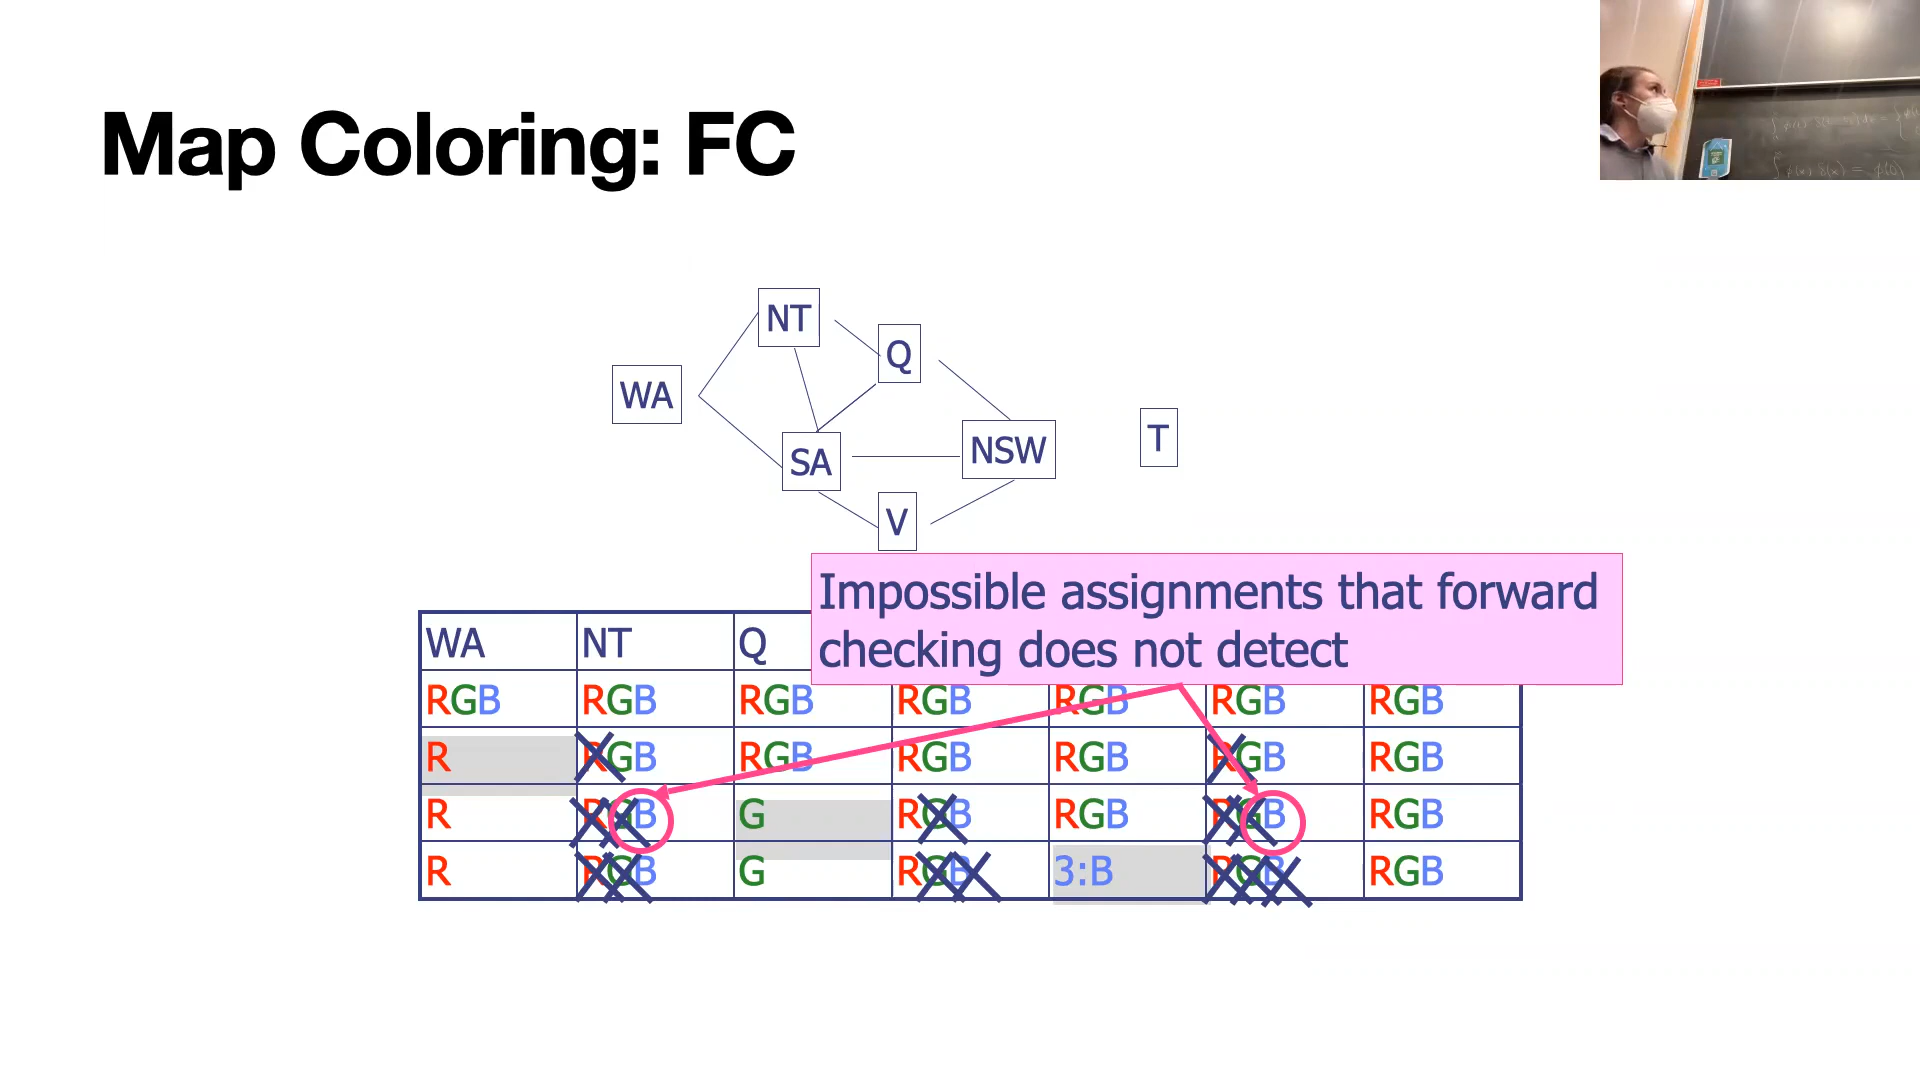 Map Coloring: FC
NT
Q
WA
T
NSW
SA
V
Impossible assignments that forward
checking does not detect
WA NT Q
RGB RGB RGB RGB RGB RGB RGB
R RGB RGB RGB RGB RGB RGB
R RGB G RGB RGB RGB RGB
R RGB G RGB 3:B RGB RGB